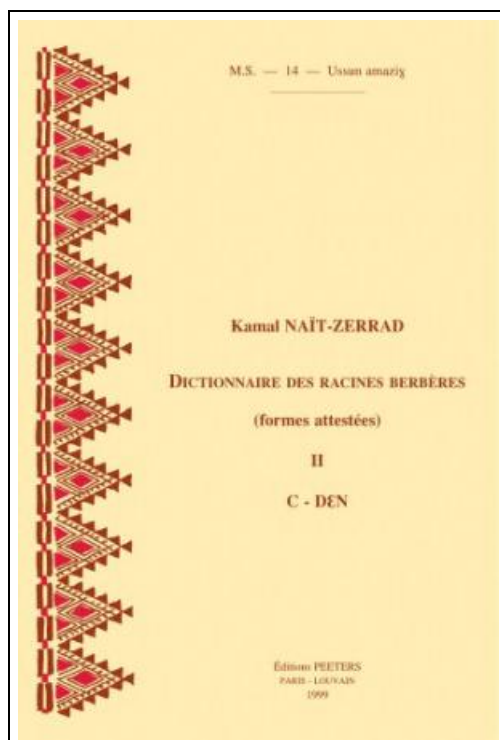 M.S. — 14 — Ussan amaziɣ
Kamal NAÏT-ZERRAD
DICTIONNAIRE DES RACINES BERBÈRES
(formes attestées)
II
C - DƐN
Éditions PEETERS
PARIS - LOUVAIN
1999